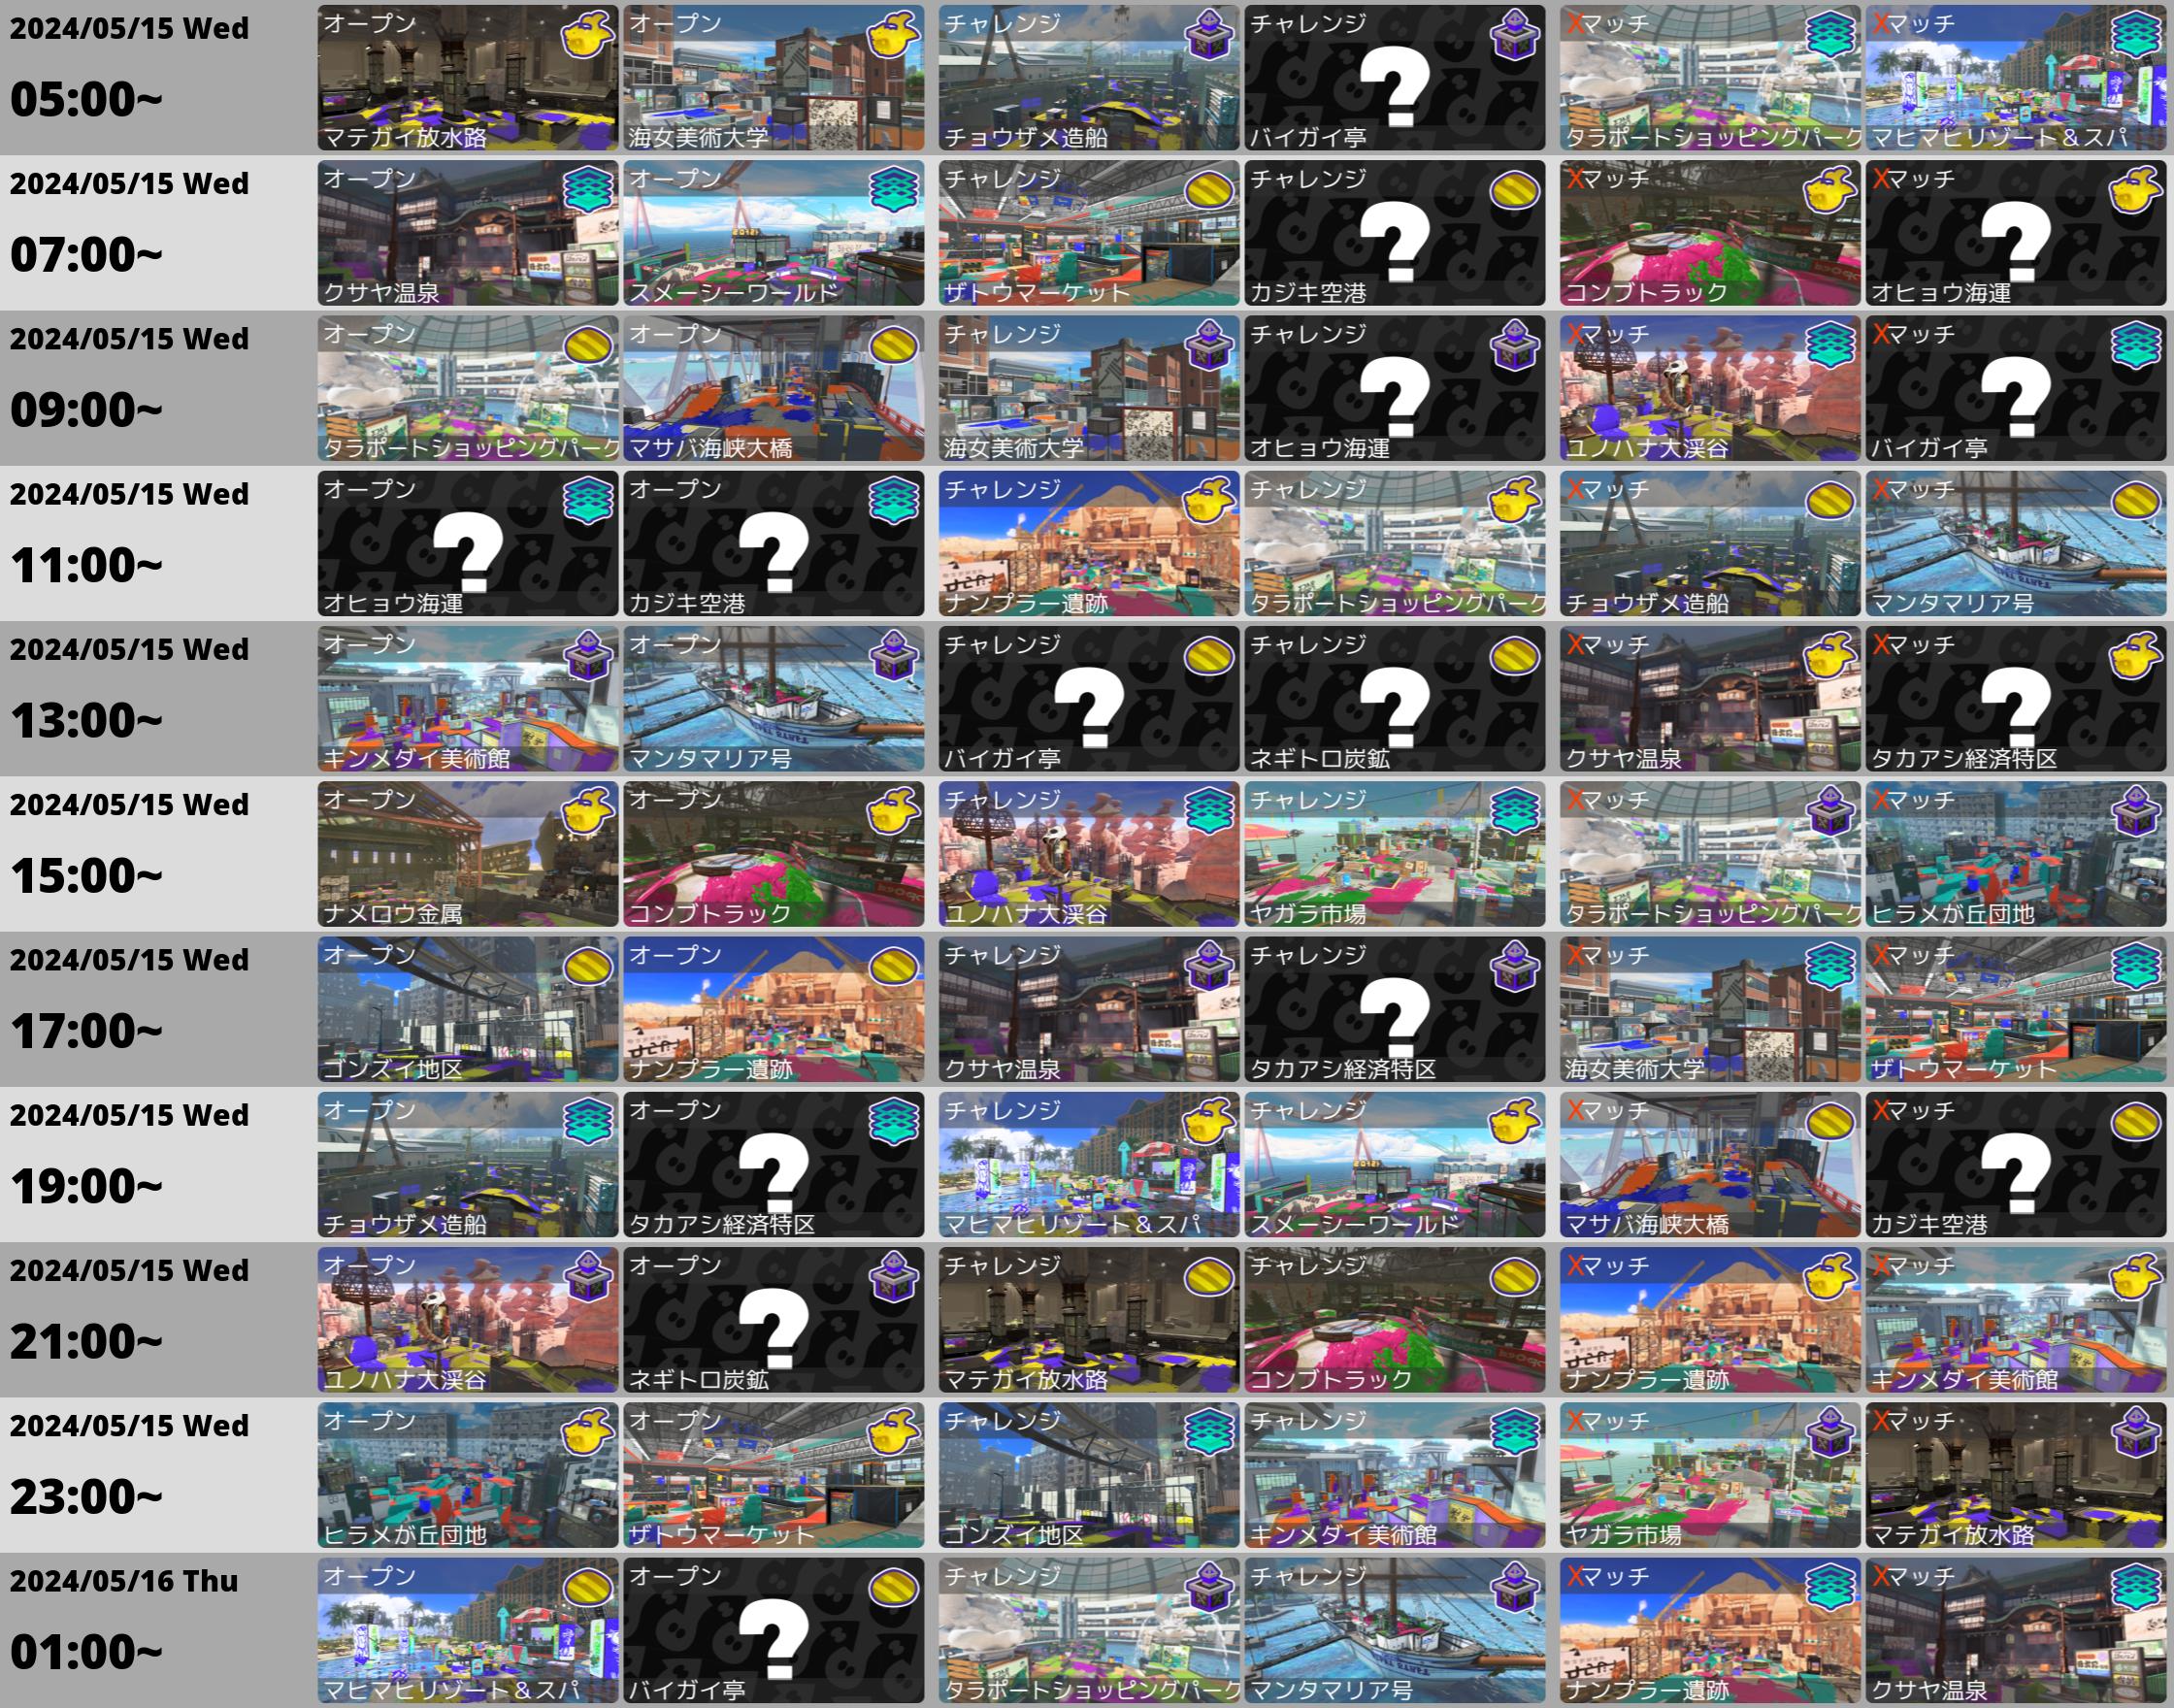 2024/05/15 Wed
05:00~
オープン オープン チャレンジ チャレンジ Xマッチ Xマッチ
マテガイ放水路 海女美術大学 チョウザメ造船 バイガイ亭 タラポートショッピングパーク マヒマヒリゾート＆スパ
2024/05/15 Wed
07:00~
オープン オープン チャレンジ チャレンジ Xマッチ Xマッチ
クサヤ温泉 スメーシーワールド ザトウマーケット カジキ空港 コンブトラック オヒョウ海運
2024/05/15 Wed
09:00~
オープン オープン チャレンジ チャレンジ Xマッチ Xマッチ
タラポートショッピングパーク マサバ海峡大橋 海女美術大学 オヒョウ海運 ユノハナ大渓谷 バイガイ亭
2024/05/15 Wed
11:00~
オープン オープン チャレンジ チャレンジ Xマッチ Xマッチ
オヒョウ海運 カジキ空港 ナンプラー遺跡 タラポートショッピングパーク チョウザメ造船 マンタマリア号
2024/05/15 Wed
13:00~
オープン オープン チャレンジ チャレンジ Xマッチ Xマッチ
キンメダイ美術館 マンタマリア号 バイガイ亭 ネギトロ炭鉱 クサヤ温泉 タカアシ経済特区
2024/05/15 Wed
15:00~
オープン オープン チャレンジ チャレンジ Xマッチ Xマッチ
ナメロウ金属 コンブトラック ユノハナ大渓谷 ヤガラ市場 タラポートショッピングパーク ヒラメが丘団地
2024/05/15 Wed
17:00~
オープン オープン チャレンジ チャレンジ Xマッチ Xマッチ
ゴンズイ地区 ナンプラー遺跡 クサヤ温泉 タカアシ経済特区 海女美術大学 ザトウマーケット
2024/05/15 Wed
19:00~
オープン オープン チャレンジ チャレンジ Xマッチ Xマッチ
チョウザメ造船 タカアシ経済特区 マヒマヒリゾート＆スパ スメーシーワールド マサバ海峡大橋 カジキ空港
2024/05/15 Wed
21:00~
オープン オープン チャレンジ チャレンジ Xマッチ Xマッチ
ユノハナ大渓谷 ネギトロ炭鉱 マテガイ放水路 コンブトラック ナンプラー遺跡 キンメダイ美術館
2024/05/15 Wed
23:00~
オープン オープン チャレンジ チャレンジ Xマッチ Xマッチ
ヒラメが丘団地 ザトウマーケット ゴンズイ地区 キンメダイ美術館 ヤガラ市場 マテガイ放水路
2024/05/16 Thu
01:00~
オープン オープン チャレンジ チャレンジ Xマッチ Xマッチ
マヒマヒリゾート＆スパ バイガイ亭 タラポートショッピングパーク マンタマリア号 ナンプラー遺跡 クサヤ温泉